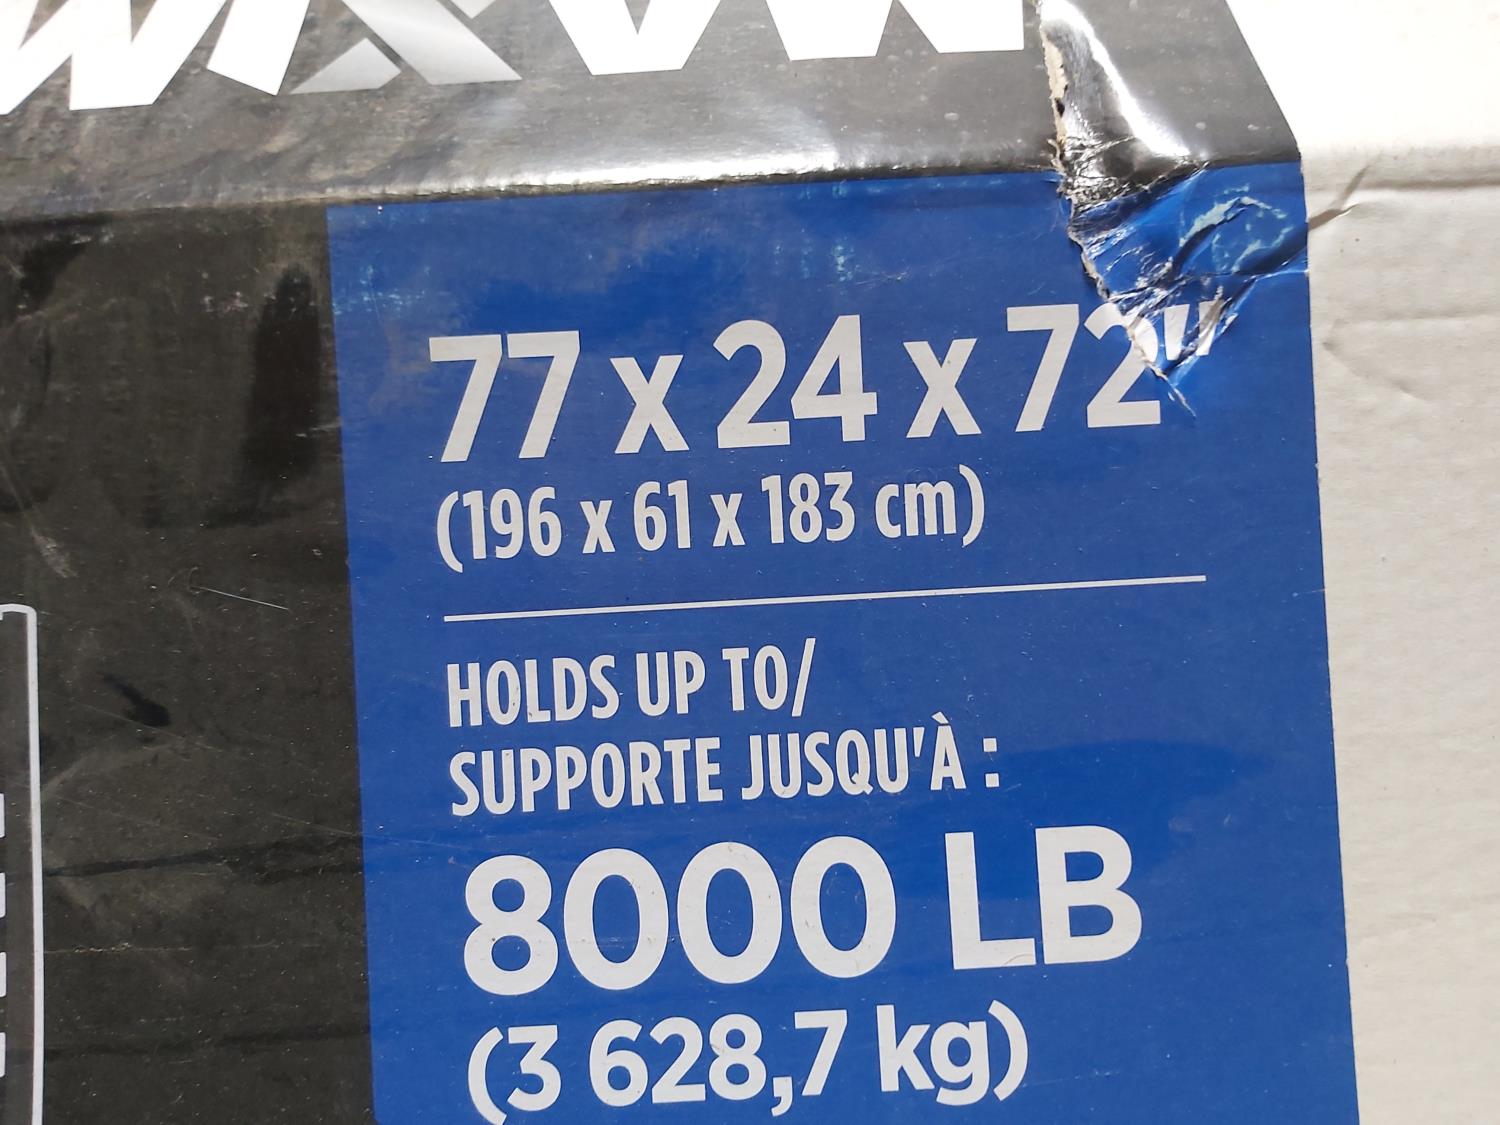 77 x 24 x 72"
(196 x 61 x 183 cm)
HOLDS UP TO/
SUPPORTE JUSQU'À :
8000 LB
(3 628,7 kg)